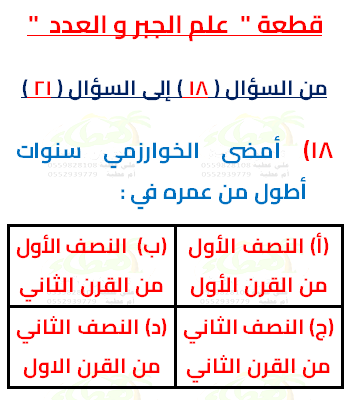 قطعة " علم الجبر و العدد "
من السؤال ( ١٨ ) إلى السؤال ( ٢١ )
١٨) أمضى الخوارزمي سنوات
أطول من عمره في :
(أ) النصف الأول
من القرن الأول
(ب) النصف الأول
من القرن الثاني
(ج) النصف الثاني
من القرن الثاني
(د) النصف الثاني
من القرن الاول